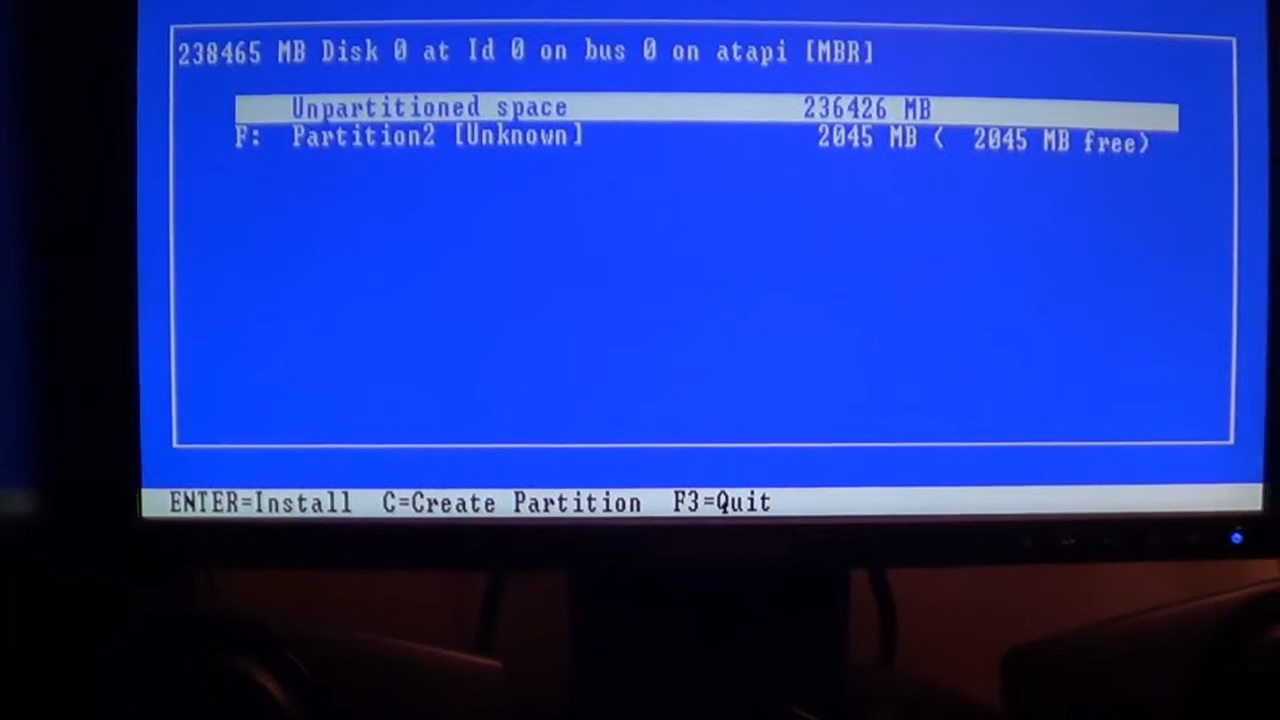 238465 MB Disk 0 at Id 0 on bus 0 on atapi [MBR]
Unpartitioned space 236426 MB
F: Partition2 [Unknown] 2045 MB ( 2045 MB free)
ENTER=Install C=Create Partition F3=Quit